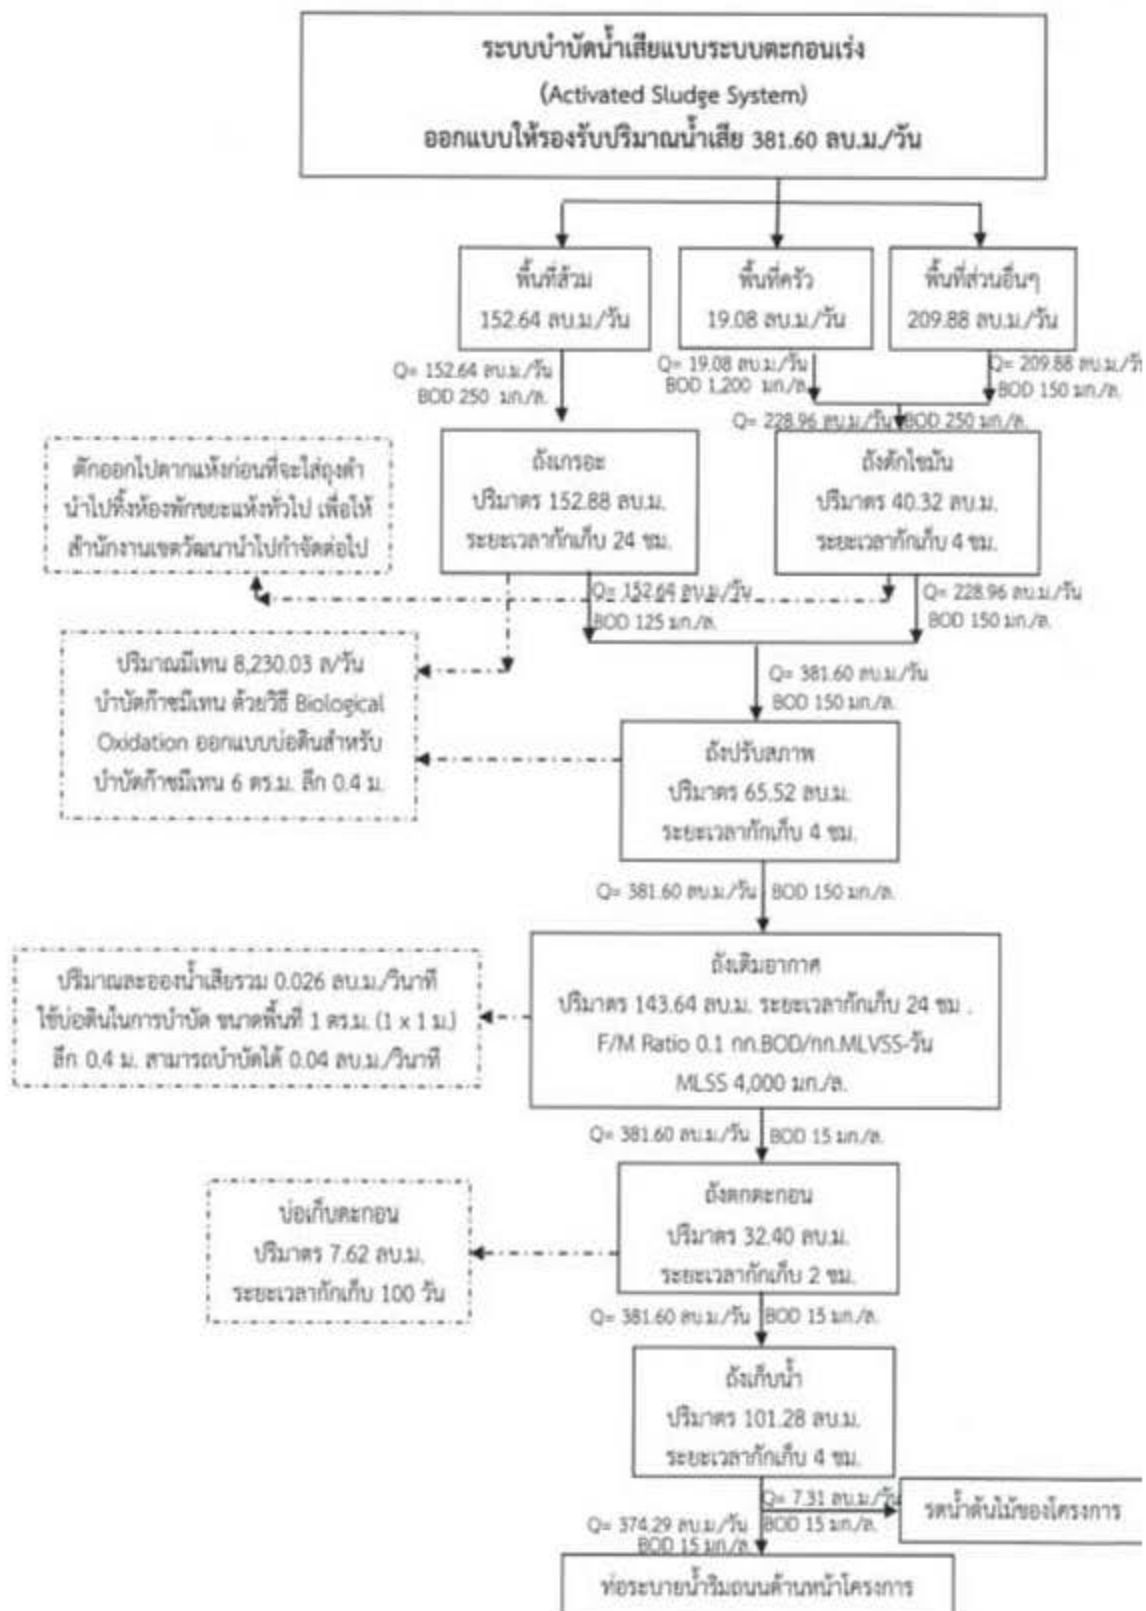 ระบบบำบัดน้ำเสียแบบระบบตะกอนเร่ง
(Activated Sludge System)
ออกแบบให้รองรับปริมาณน้ำเสีย 381.60 ลบ.ม./วัน
พื้นที่ส้วม
152.64 ลบ.ม./วัน
พื้นที่ครัว
19.08 ลบ.ม./วัน
พื้นที่ส่วนอื่นๆ
209.88 ลบ.ม./วัน
Q= 152.64 ลบ.ม./วัน
BOD 250 มก./ล.
Q= 19.08 ลบ.ม./วัน
BOD 1,200 มก./ล.
Q= 209.88 ลบ.ม./วั
BOD 150 มก./ล.
Q= 228.96 ลบ.ม./วัน BOD 250 มก./ล.
ตักออกไปตากแห้งก่อนที่จะใส่ถุงดำ
นำไปทิ้งห้องพักขยะแห้งทั่วไป เพื่อให้
สำนักงานเขตวัฒนานำไปกำจัดต่อไป
ถังเกรอะ
ปริมาตร 152.88 ลบ.ม.
ระยะเวลากักเก็บ 24 ชม.
ถังดักไขมัน
ปริมาตร 40.32 ลบ.ม.
ระยะเวลากักเก็บ 4 ชม.
Q= 152.64 ลบ.ม./วัน
BOD 125 มก./ล.
Q= 228.96 ลบ.ม./วัน
BOD 150 มก./ล.
ปริมาณมีเทน 8,230.03 ล/วัน
บำบัดก๊าซมีเทน ด้วยวิธี Biological
Oxidation ออกแบบบ่อดินสำหรับ
บำบัดก๊าซมีเทน 6 ตร.ม. ลึก 0.4 ม.
Q= 381.60 ลบ.ม./วัน
BOD 150 มก./ล.
ถังปรับสภาพ
ปริมาตร 65.52 ลบ.ม.
ระยะเวลากักเก็บ 4 ชม.
Q= 381.60 ลบ.ม./วัน BOD 150 มก./ล.
ปริมาณละอองน้ำเสียรวม 0.026 ลบ.ม./วินาที
ใช้บ่อดินในการบำบัด ขนาดพื้นที่ 1 ตร.ม. (1 x 1 ม.)
ลึก 0.4 ม. สามารถบำบัดได้ 0.04 ลบ.ม./วินาที
ถังเติมอากาศ
ปริมาตร 143.64 ลบ.ม. ระยะเวลากักเก็บ 24 ชม .
F/M Ratio 0.1 กก.BOD/กก.MLVSS-วัน
MLSS 4,000 มก./ล.
Q= 381.60 ลบ.ม./วัน BOD 15 มก./ล.
บ่อเก็บตะกอน
ปริมาตร 7.62 ลบ.ม.
ระยะเวลากักเก็บ 100 วัน
ถังตกตะกอน
ปริมาตร 32.40 ลบ.ม.
ระยะเวลากักเก็บ 2 ชม.
Q= 381.60 ลบ.ม./วัน BOD 15 มก./ล.
ถังเก็บน้ำ
ปริมาตร 101.28 ลบ.ม.
ระยะเวลากักเก็บ 4 ชม.
Q= 7.31 ลบ.ม./วัน
BOD 15 มก./ล.
รดน้ำต้นไม้ของโครงการ
Q= 374.29 ลบ.ม./วัน
BOD 15 มก./ล.
ท่อระบายน้ำริมถนนด้านหน้าโครงการ